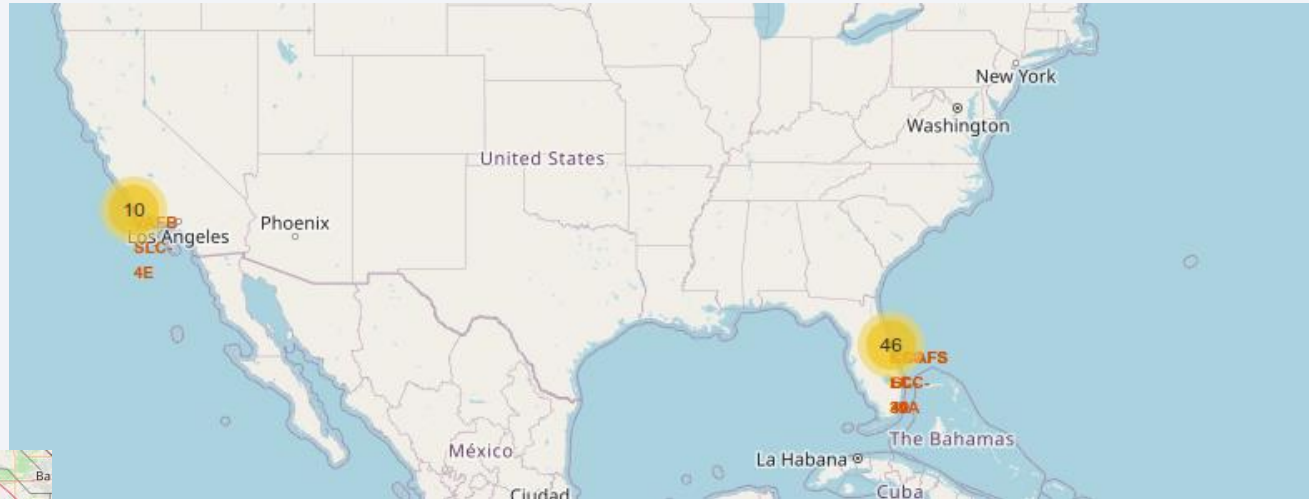 New York
Washington
United States
10
Phoenix
Los Angeles
SLC-
4E
46
The Bahamas
México
La Habana
Ba
Ciudad
Cuba